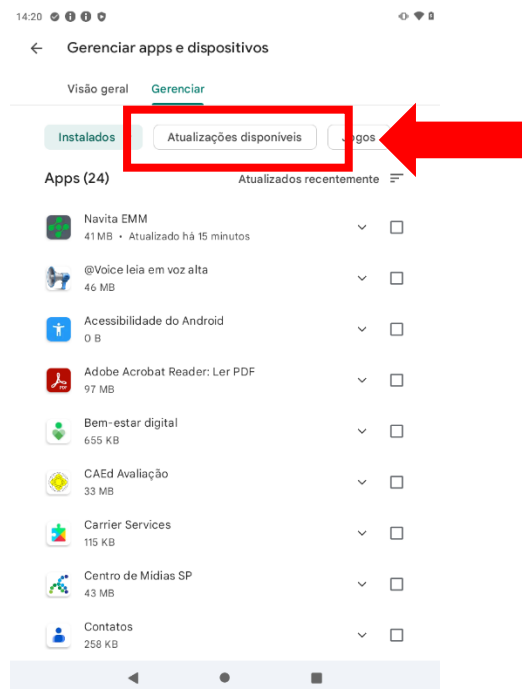 14:20
Gerenciar apps e dispositivos
Visão geral Gerenciar
Instalados Atualizações disponíveis Jogos
Apps (24) Atualizados recentemente
Navita EMM
41 MB • Atualizado há 15 minutos
@Voice leia em voz alta
46 MB
Acessibilidade do Android
0 B
Adobe Acrobat Reader: Ler PDF
97 MB
Bem-estar digital
655 KB
CAEd Avaliação
33 MB
Carrier Services
115 KB
Centro de Mídias SP
43 MB
Contatos
258 KB